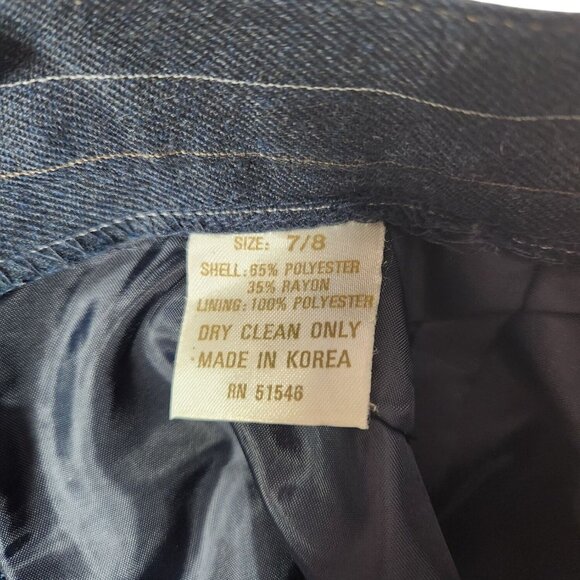 SIZE: 7/8
SHELL: 65% POLYESTER
35% RAYON
LINING: 100% POLYESTER
DRY CLEAN ONLY
MADE IN KOREA
RN 51546